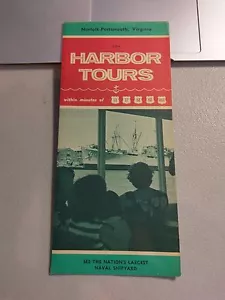 Norfolk-Portsmouth, Virginia
HARBOR
TOURS
within minutes of
SEE THE NATION'S LARGEST
NAVAL SHIPYARD